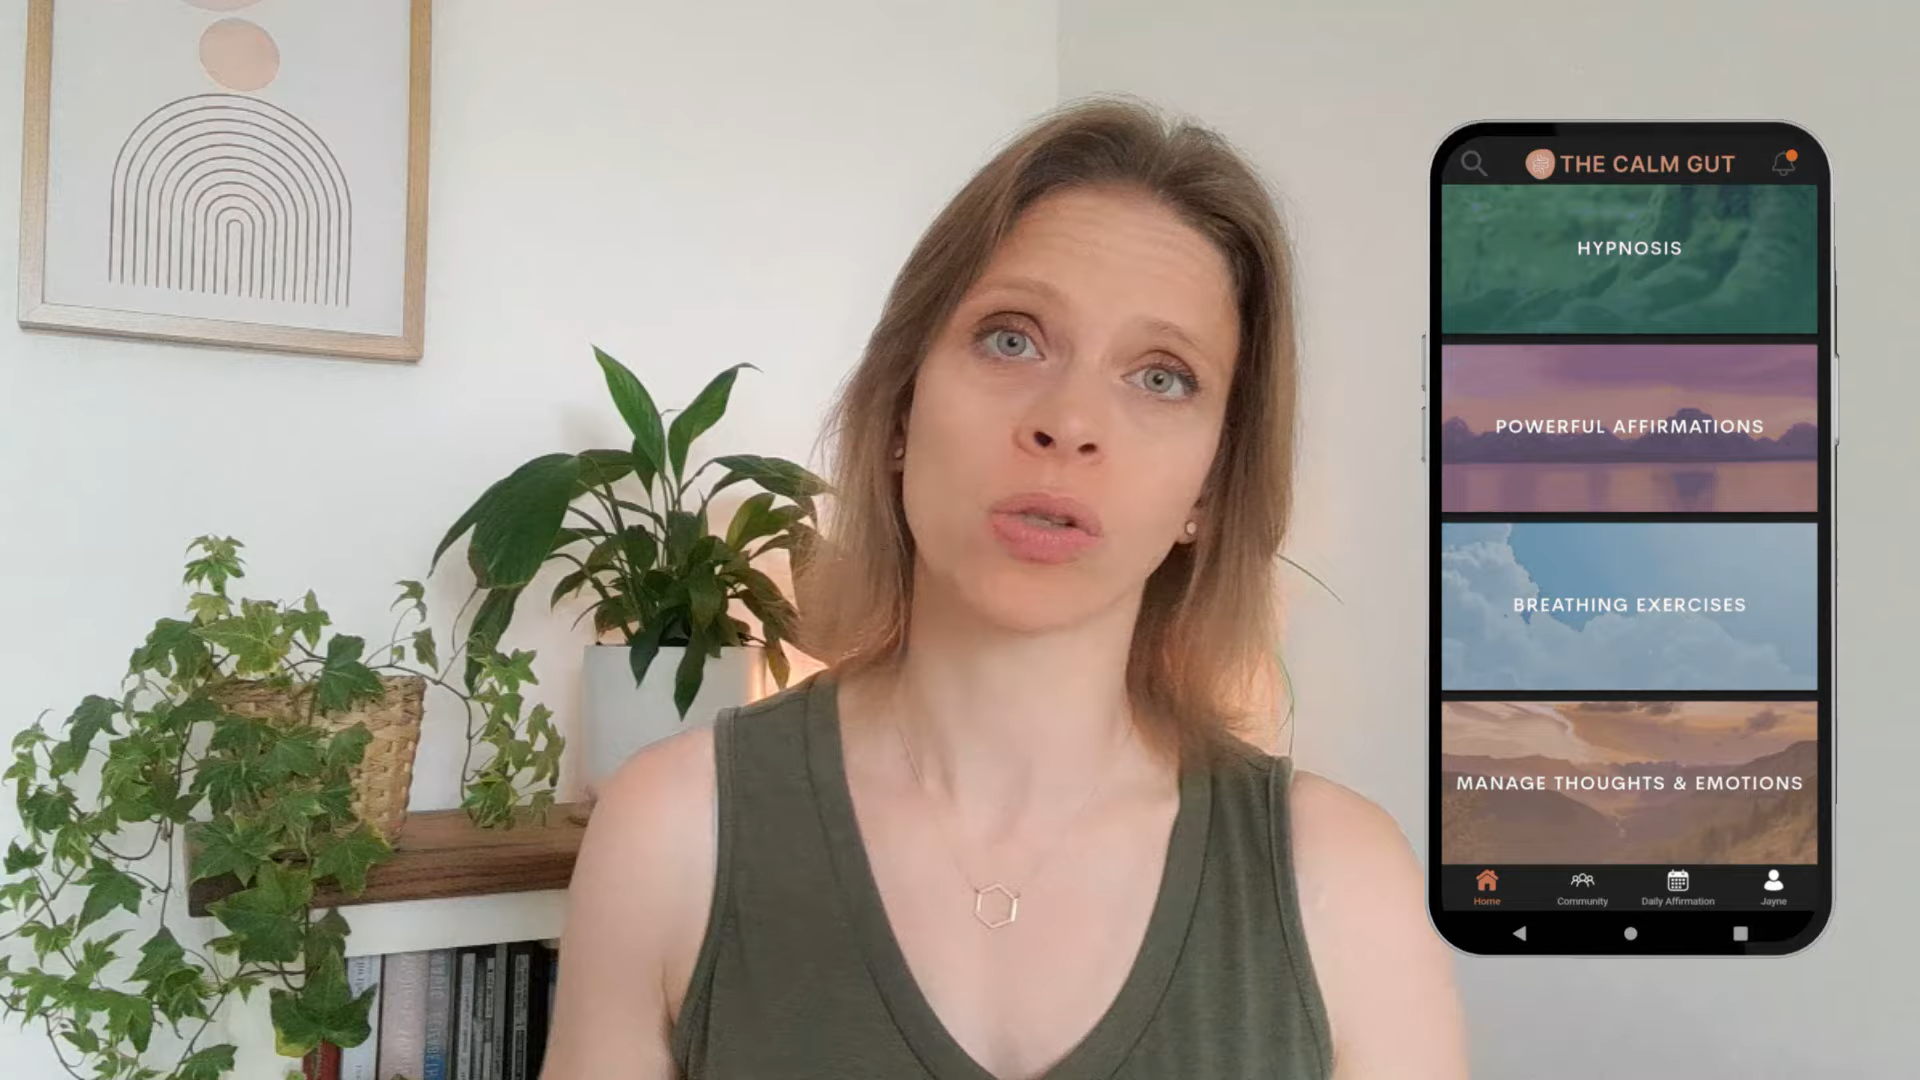 THE CALM GUT
HYPNOSIS
POWERFUL AFFIRMATIONS
BREATHING EXERCISES
MANAGE THOUGHTS & EMOTIONS
Home
Community
Daily Affirmation
Jayne